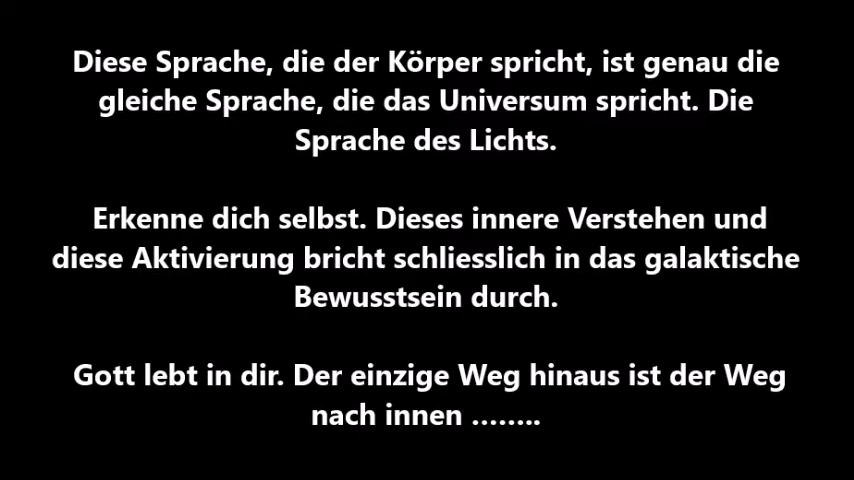 Diese Sprache, die der Körper spricht, ist genau die
gleiche Sprache, die das Universum spricht. Die
Sprache des Lichts.
Erkenne dich selbst. Dieses innere Verstehen und
diese Aktivierung bricht schliesslich in das galaktische
Bewusstsein durch.
Gott lebt in dir. Der einzige Weg hinaus ist der Weg
nach innen ........